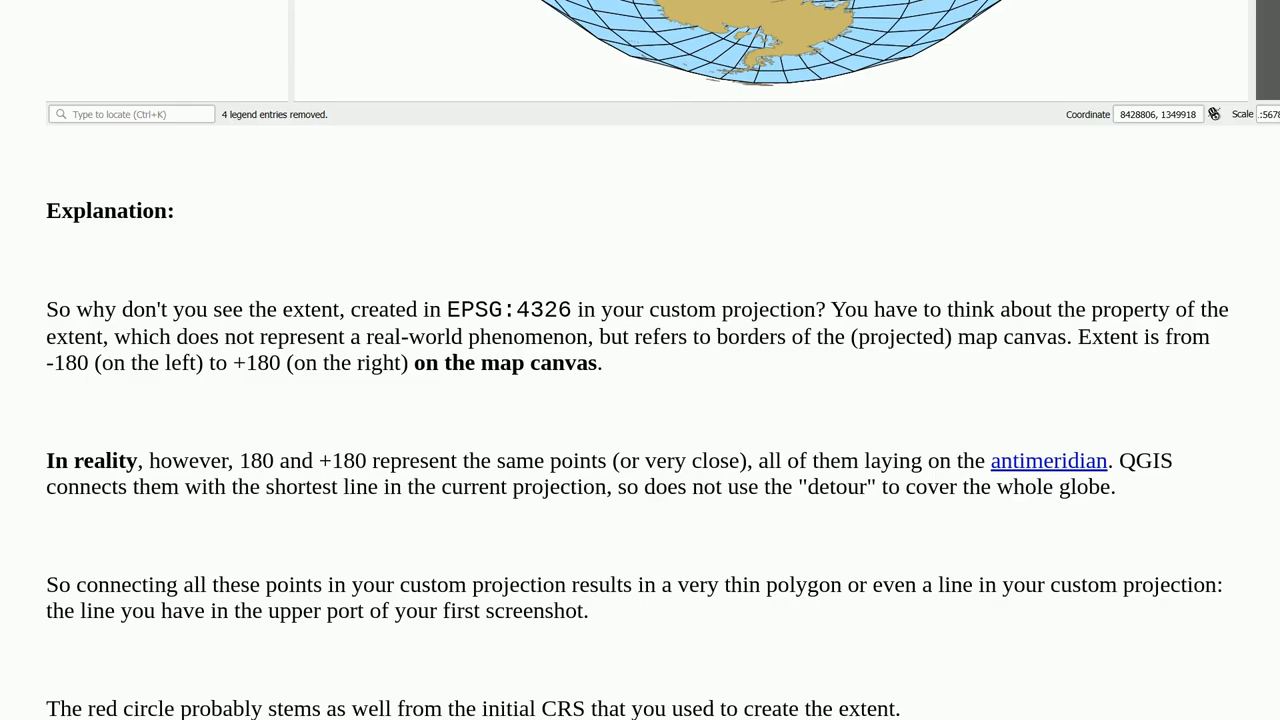 Type to locate (Ctrl+K) 4 legend entries removed. Coordinate 8428806, 1349918 Scale .:5678
Explanation:
So why don't you see the extent, created in EPSG:4326 in your custom projection? You have to think about the property of the
extent, which does not represent a real-world phenomenon, but refers to borders of the (projected) map canvas. Extent is from
-180 (on the left) to +180 (on the right) on the map canvas.
In reality, however, 180 and +180 represent the same points (or very close), all of them laying on the antimeridian. QGIS
connects them with the shortest line in the current projection, so does not use the "detour" to cover the whole globe.
So connecting all these points in your custom projection results in a very thin polygon or even a line in your custom projection:
the line you have in the upper port of your first screenshot.
The red circle probably stems as well from the initial CRS that you used to create the extent.